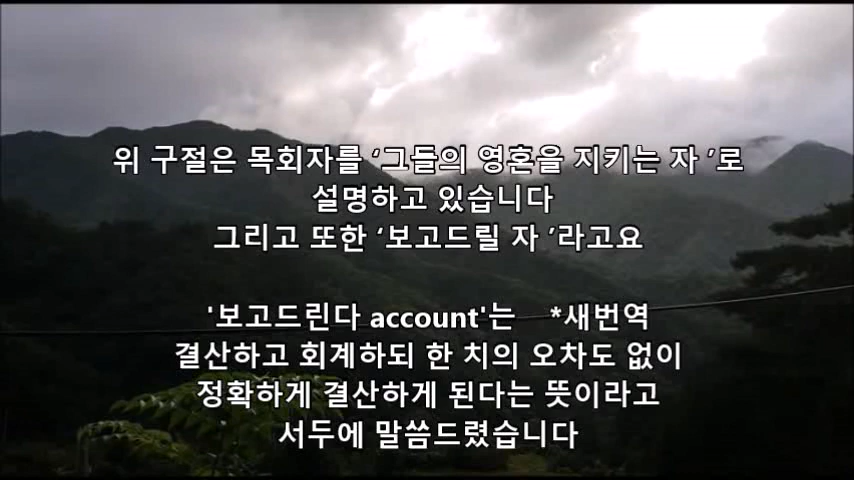 위 구절은 목회자를 ‘그들의 영혼을 지키는 자 ’로
설명하고 있습니다
그리고 또한 ‘보고드릴 자 ’라고요
'보고드린다 account'는 *새번역
결산하고 회계하되 한 치의 오차도 없이
정확하게 결산하게 된다는 뜻이라고
서두에 말씀드렸습니다